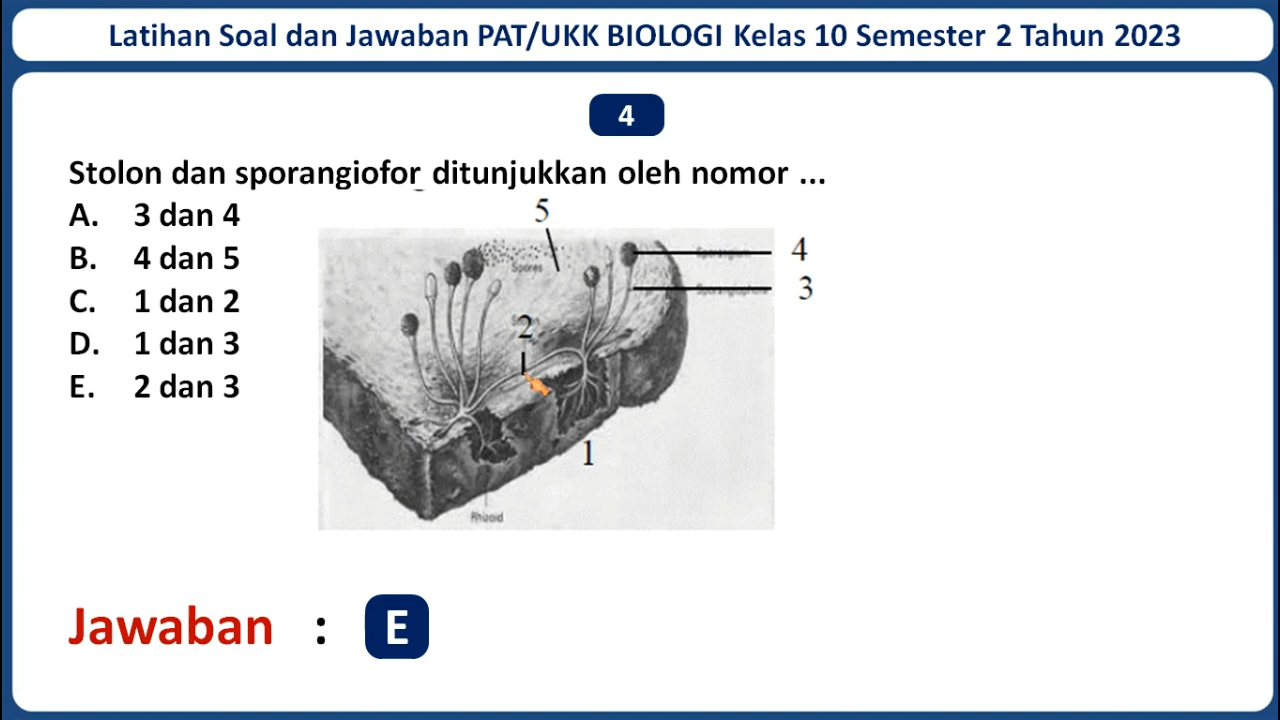 Latihan Soal dan Jawaban PAT/UKK BIOLOGI Kelas 10 Semester 2 Tahun 2023
4
Stolon dan sporangiofor ditunjukkan oleh nomor ...
A. 3 dan 4
B. 4 dan 5
C. 1 dan 2
D. 1 dan 3
E. 2 dan 3
5
4
Spores
3
2
1
Rhizoid
Jawaban : E